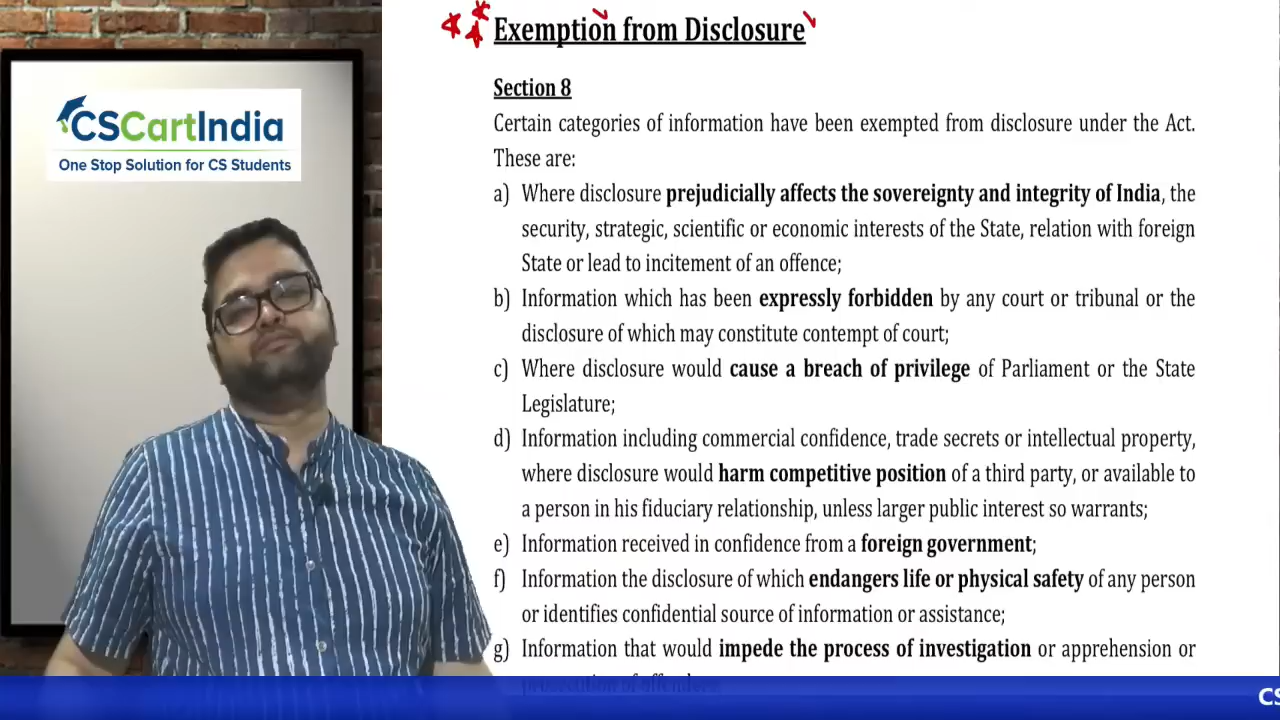 CSCartIndia
One Stop Solution for CS Students
Exemption from Disclosure
Section 8
Certain categories of information have been exempted from disclosure under the Act.
These are:
a) Where disclosure prejudicially affects the sovereignty and integrity of India, the
security, strategic, scientific or economic interests of the State, relation with foreign
State or lead to incitement of an offence;
b) Information which has been expressly forbidden by any court or tribunal or the
disclosure of which may constitute contempt of court;
c) Where disclosure would cause a breach of privilege of Parliament or the State
Legislature;
d) Information including commercial confidence, trade secrets or intellectual property,
where disclosure would harm competitive position of a third party, or available to
a person in his fiduciary relationship, unless larger public interest so warrants;
e) Information received in confidence from a foreign government;
f) Information the disclosure of which endangers life or physical safety of any person
or identifies confidential source of information or assistance;
g) Information that would impede the process of investigation or apprehension or
CS